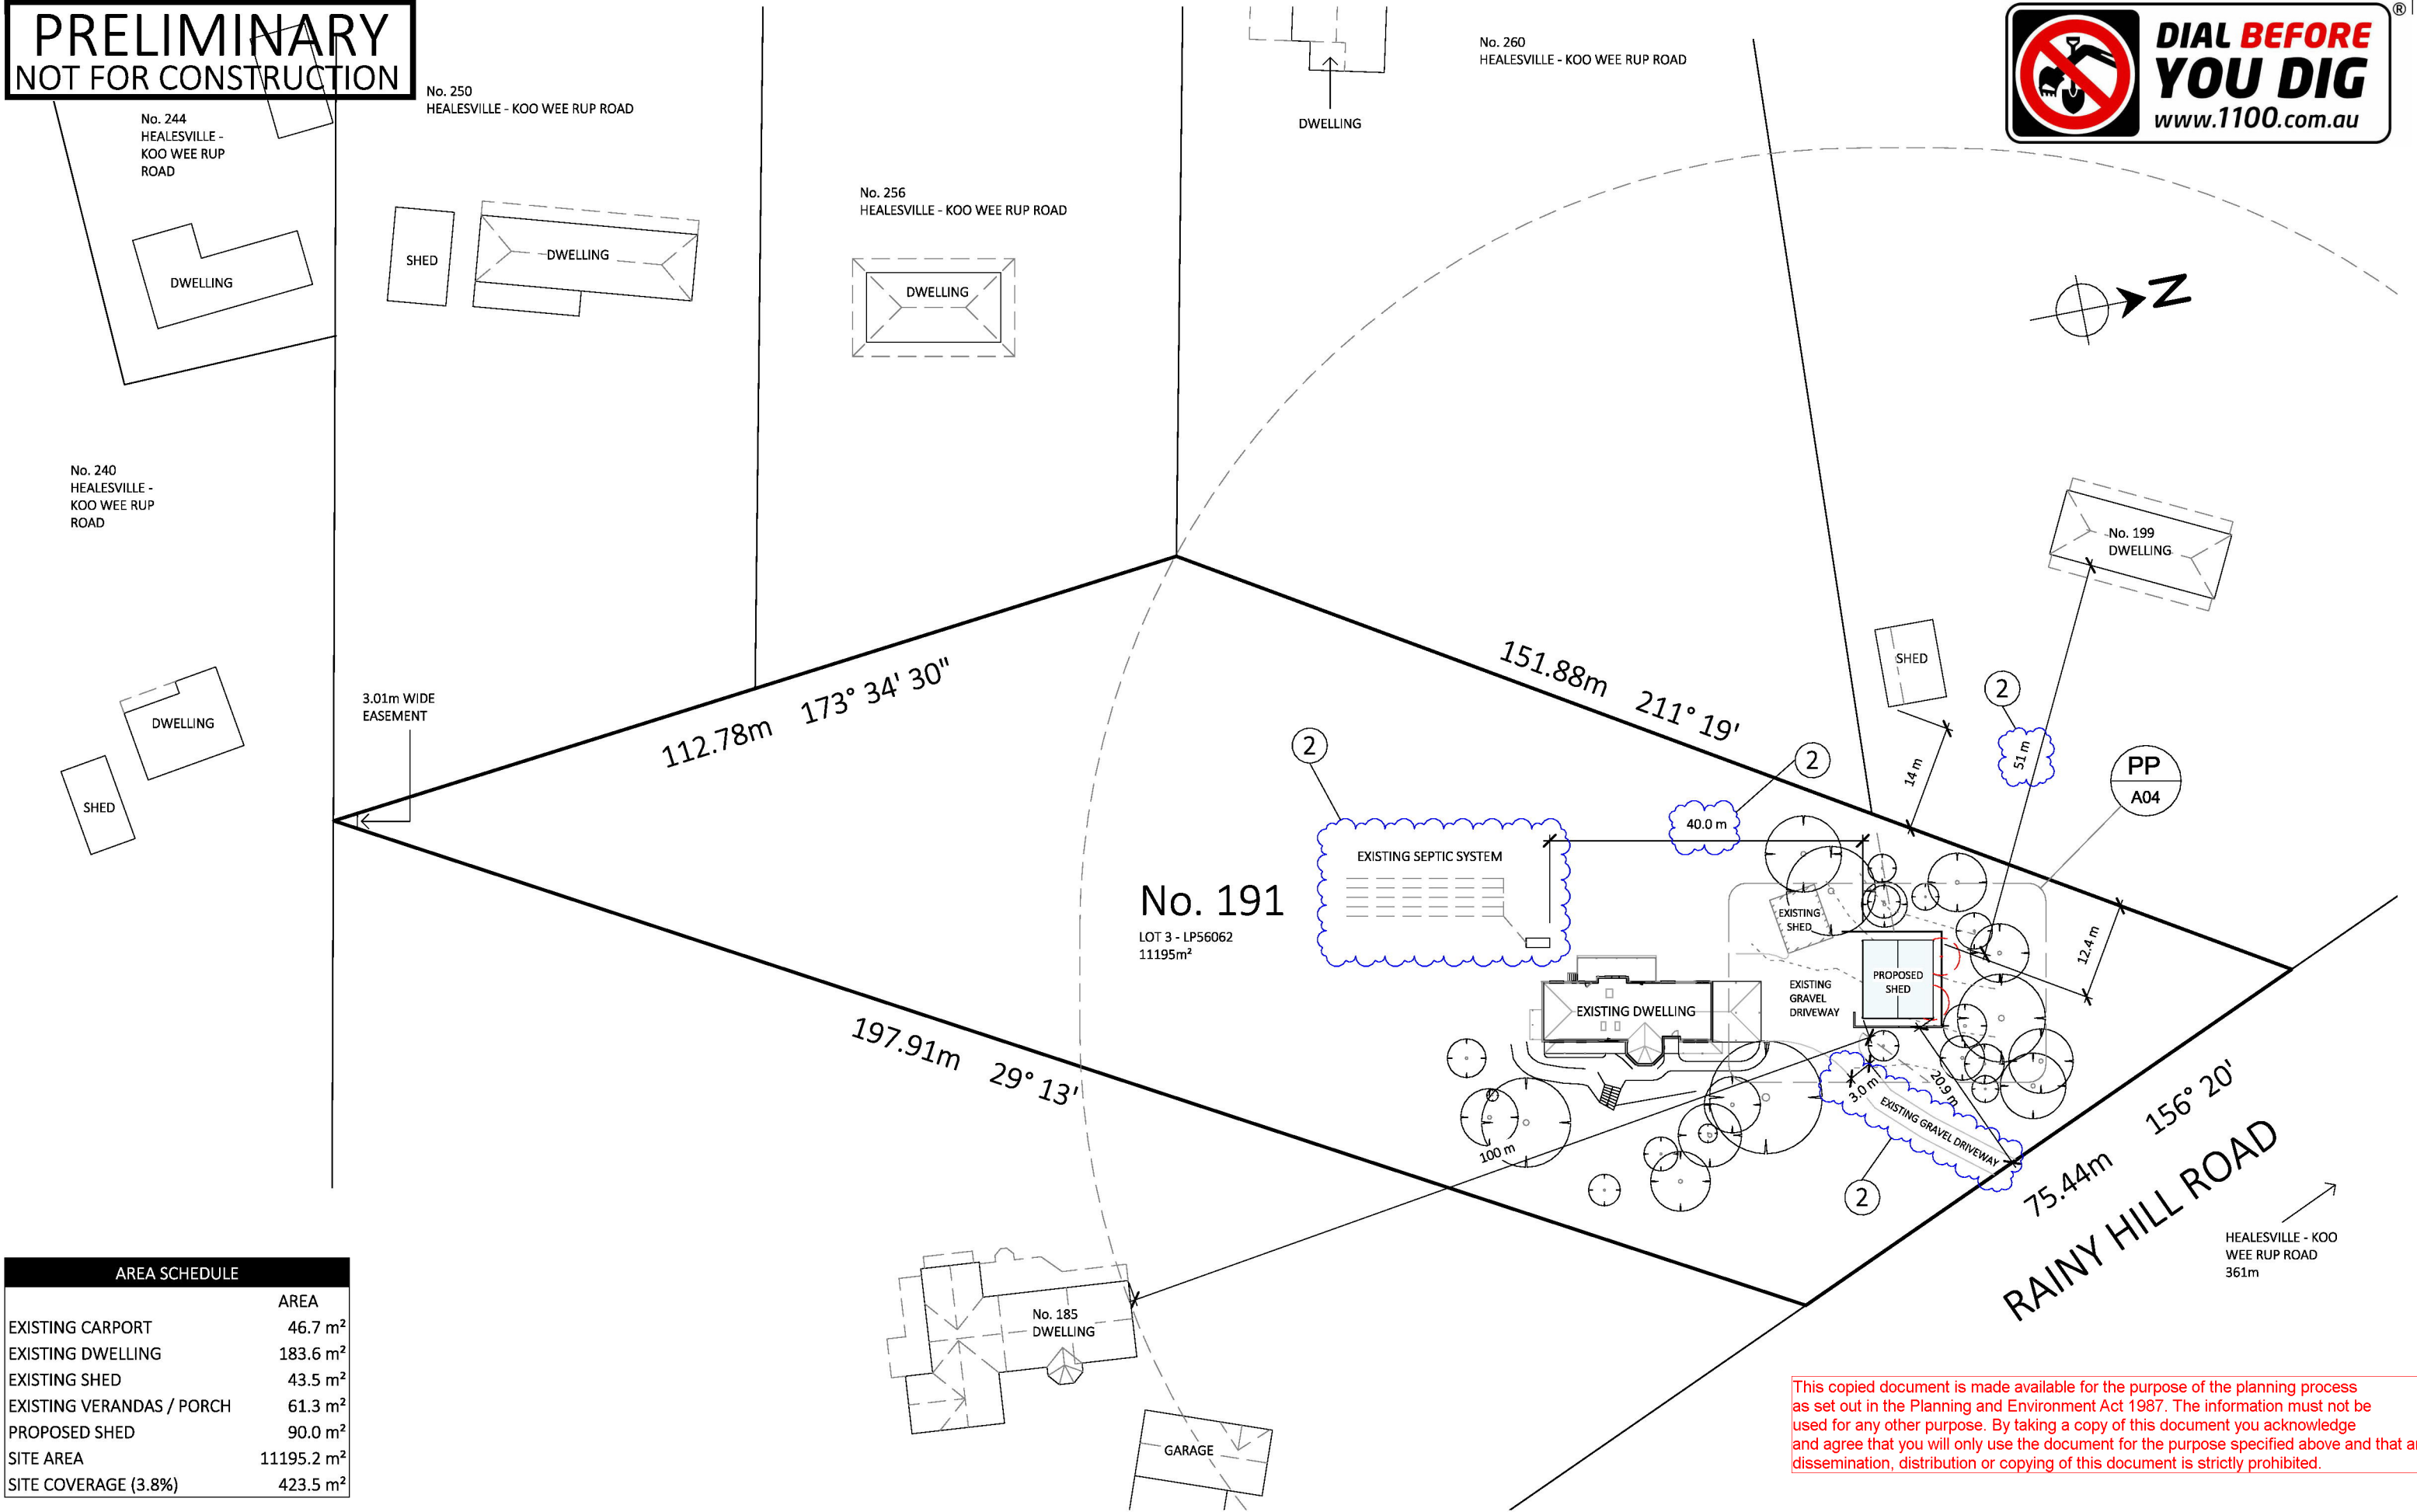 PRELIMINARY
NOT FOR CONSTRUCTION
®
DIAL BEFORE
YOU DIG
www.1100.com.au
No. 244
HEALESVILLE -
KOO WEE RUP
ROAD
No. 250
HEALESVILLE - KOO WEE RUP ROAD
No. 260
HEALESVILLE - KOO WEE RUP ROAD
DWELLING
No. 256
HEALESVILLE - KOO WEE RUP ROAD
DWELLING
SHED
DWELLING
DWELLING
N
No. 240
HEALESVILLE -
KOO WEE RUP
ROAD
No. 199
DWELLING
SHED
2
3.01m WIDE
EASEMENT
DWELLING
SHED
112.78m 173° 34' 30"
151.88m 211° 19'
2
2
14 m
51 m
PP
A04
40.0 m
EXISTING SEPTIC SYSTEM
No. 191
LOT 3 - LP56062
11195m²
EXISTING
SHED
12.4 m
PROPOSED
SHED
EXISTING
GRAVEL
DRIVEWAY
EXISTING DWELLING
197.91m 29° 13'
3.0 m
20.9 m
EXISTING GRAVEL DRIVEWAY
100 m
2
156° 20'
75.44m
RAINY HILL ROAD
HEALESVILLE - KOO
WEE RUP ROAD
361m
No. 185
DWELLING
GARAGE
AREA SCHEDULE
AREA
EXISTING CARPORT 46.7 m²
EXISTING DWELLING 183.6 m²
EXISTING SHED 43.5 m²
EXISTING VERANDAS / PORCH 61.3 m²
PROPOSED SHED 90.0 m²
SITE AREA 11195.2 m²
SITE COVERAGE (3.8%) 423.5 m²
This copied document is made available for the purpose of the planning process
as set out in the Planning and Environment Act 1987. The information must not be
used for any other purpose. By taking a copy of this document you acknowledge
and agree that you will only use the document for the purpose specified above and that
dissemination, distribution or copying of this document is strictly prohibited.